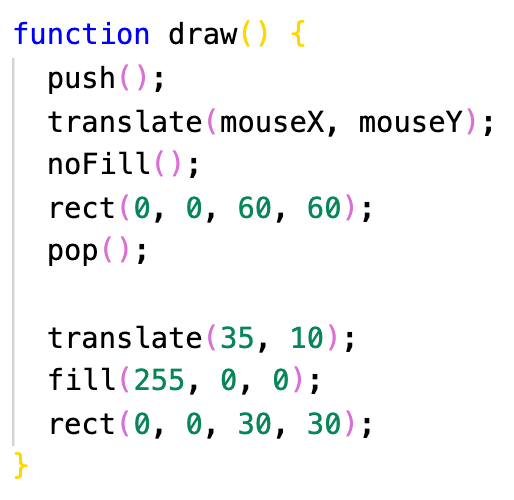 function draw() {
push();
translate(mouseX, mouseY);
noFill();
rect(0, 0, 60, 60);
pop();
translate(35, 10);
fill(255, 0, 0);
rect(0, 0, 30, 30);
}